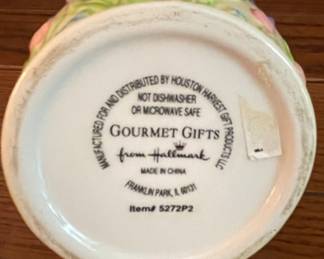 MANUFACTURED FOR AND DISTRIBUTED BY HOUSTON HARVEST GIFT PRODUCTS LLC
NOT DISHWASHER
OR MICROWAVE SAFE
GOURMET GIFTS
from Hallmark
MADE IN CHINA
FRANKLIN PARK, IL 60131
Item# 5272P2